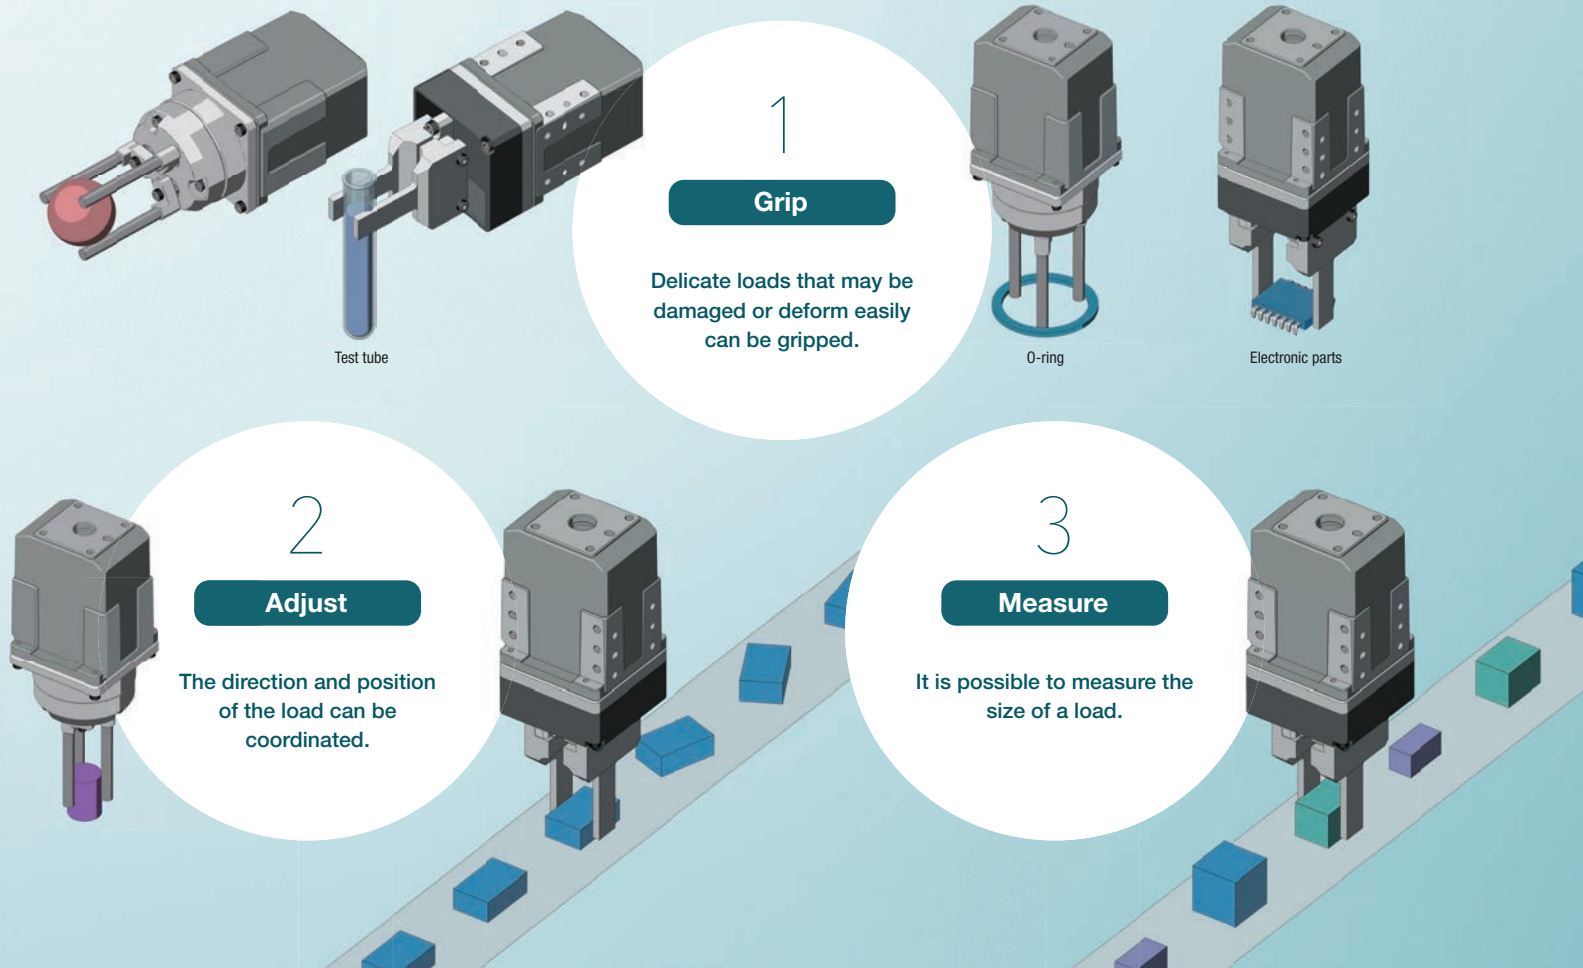 1
Grip
Delicate loads that may be
damaged or deform easily
can be gripped.
Test tube
O-ring
Electronic parts
2
Adjust
The direction and position
of the load can be
coordinated.
3
Measure
It is possible to measure the
size of a load.